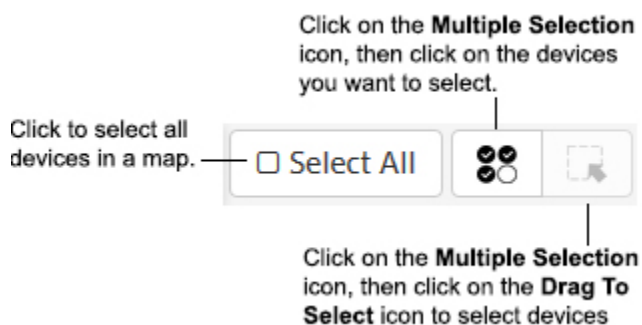 Click on the Multiple Selection
icon, then click on the devices
you want to select.
Click to select all
devices in a map.
Select All
Click on the Multiple Selection
icon, then click on the Drag To
Select icon to select devices